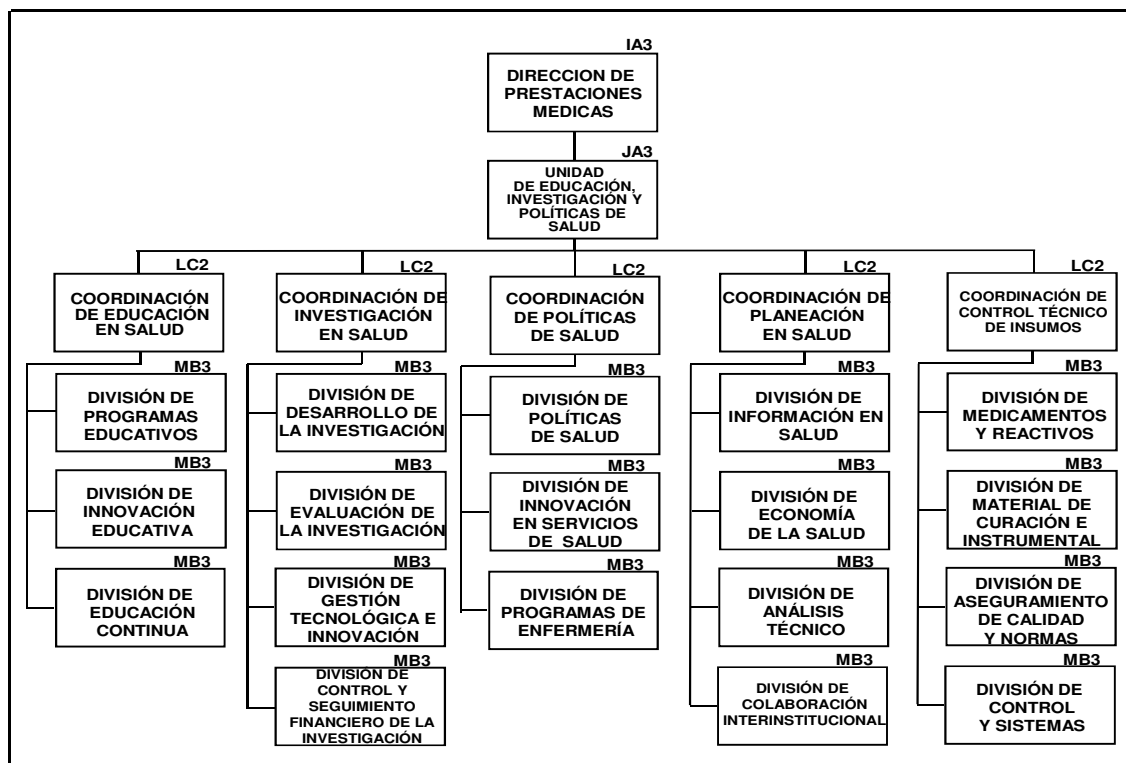 IA3
DIRECCION DE
PRESTACIONES
MEDICAS
JA3
UNIDAD
DE EDUCACIÓN,
INVESTIGACIÓN Y
POLÍTICAS DE
SALUD
LC2
COORDINACIÓN
DE EDUCACIÓN
EN SALUD
MB3
DIVISIÓN DE
PROGRAMAS
EDUCATIVOS
MB3
DIVISIÓN DE
INNOVACIÓN
EDUCATIVA
MB3
DIVISIÓN DE
EDUCACIÓN
CONTINUA
LC2
COORDINACIÓN DE
INVESTIGACIÓN
EN SALUD
MB3
DIVISIÓN DE
DESARROLLO DE
LA INVESTIGACIÓN
MB3
DIVISIÓN DE
EVALUACIÓN DE
LA INVESTIGACIÓN
MB3
DIVISIÓN DE
GESTIÓN
TECNOLÓGICA E
INNOVACIÓN
MB3
DIVISIÓN DE
CONTROL Y
SEGUIMIENTO
FINANCIERO DE LA
INVESTIGACIÓN
LC2
COORDINACIÓN
DE POLÍTICAS
DE SALUD
MB3
DIVISIÓN DE
POLÍTICAS
DE SALUD
MB3
DIVISIÓN DE
INNOVACIÓN
EN SERVICIOS
DE SALUD
MB3
DIVISIÓN DE
PROGRAMAS DE
ENFERMERÍA
LC2
COORDINACIÓN DE
PLANEACIÓN
EN SALUD
MB3
DIVISIÓN DE
INFORMACIÓN EN
SALUD
MB3
DIVISIÓN DE
ECONOMÍA
DE LA SALUD
MB3
DIVISIÓN DE
ANÁLISIS
TÉCNICO
MB3
DIVISIÓN DE
COLABORACIÓN
INTERINSTITUCIONAL
LC2
COORDINACIÓN DE
CONTROL TÉCNICO
DE INSUMOS
MB3
DIVISIÓN DE
MEDICAMENTOS
Y REACTIVOS
MB3
DIVISIÓN DE
MATERIAL DE
CURACIÓN E
INSTRUMENTAL
MB3
DIVISIÓN DE
ASEGURAMIENTO
DE CALIDAD
Y NORMAS
MB3
DIVISIÓN DE
CONTROL
Y SISTEMAS